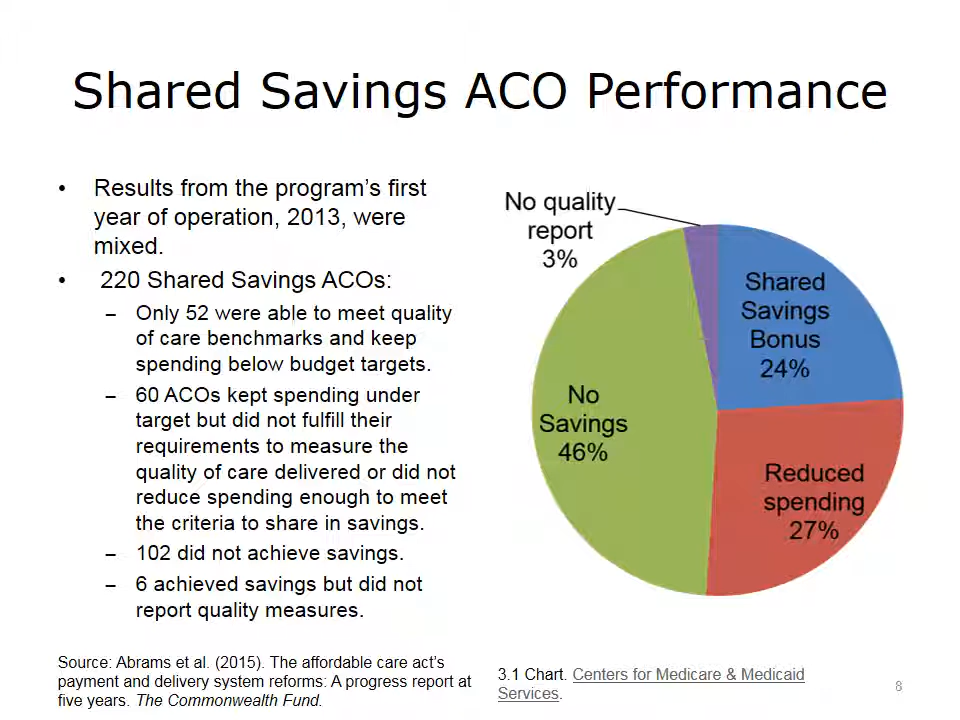 Shared Savings ACO Performance
• Results from the program's first
year of operation, 2013, were
mixed.
• 220 Shared Savings ACOs:
– Only 52 were able to meet quality
of care benchmarks and keep
spending below budget targets.
– 60 ACOs kept spending under
target but did not fulfill their
requirements to measure the
quality of care delivered or did not
reduce spending enough to meet
the criteria to share in savings.
– 102 did not achieve savings.
– 6 achieved savings but did not
report quality measures.
No quality
report
3%
Shared
Savings
Bonus
24%
No
Savings
46%
Reduced
spending
27%
Source: Abrams et al. (2015). The affordable care act's
payment and delivery system reforms: A progress report at
five years. The Commonwealth Fund.
3.1 Chart. Centers for Medicare & Medicaid
Services.
8